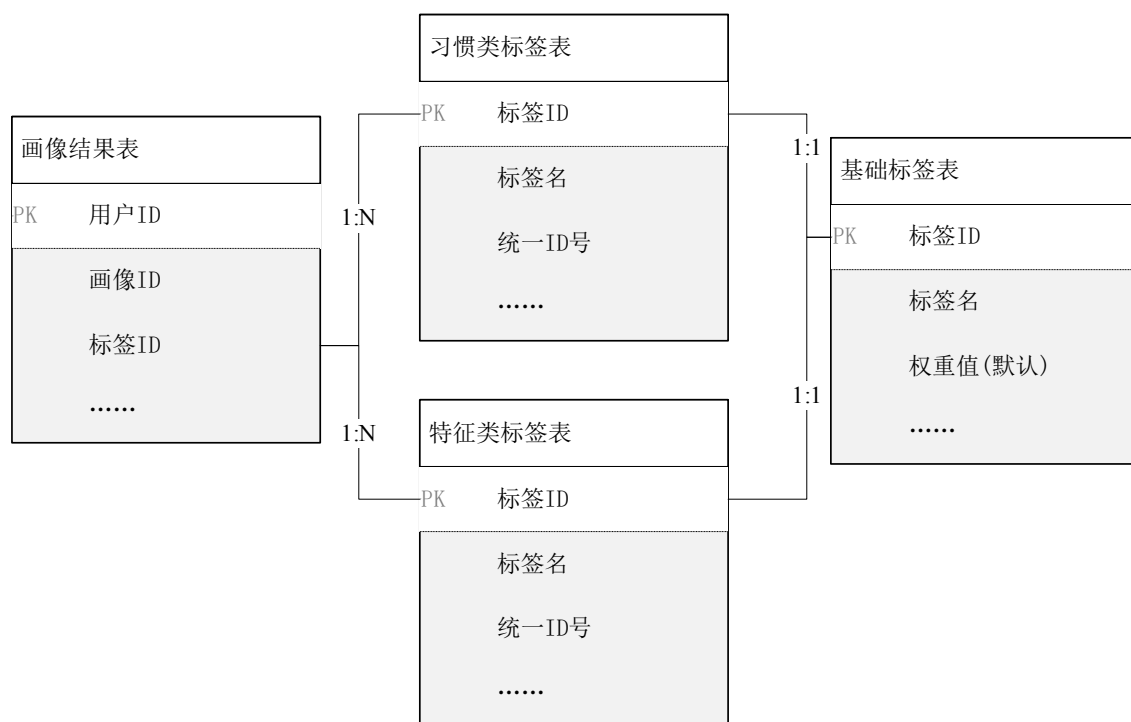 画像结果表
PK 用户ID
画像ID
标签ID
……
1:N
1:N
习惯类标签表
PK 标签ID
标签名
统一ID号
……
特征类标签表
PK 标签ID
标签名
统一ID号
……
1:1
1:1
基础标签表
PK 标签ID
标签名
权重值(默认)
……